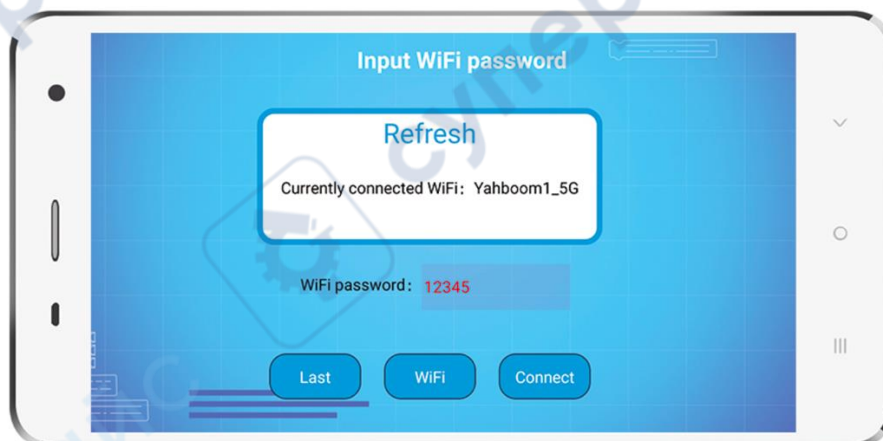 Input WiFi password
Refresh
Currently connected WiFi: Yahboom1_5G
WiFi password: 12345
Last
WiFi
Connect